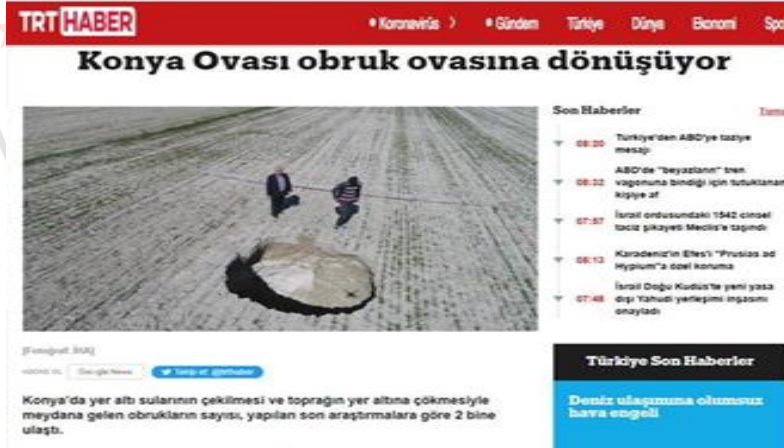 TRT HABER
• Koronavirüs > • Gündem Türkiye Dünya Ekonomi Spo
Konya Ovası obruk ovasına dönüşüyor
[Fotoğraf: İHA]
ABONE OL Google News Takip et: @trthaber
Konya'da yer altı sularının çekilmesi ve toprağın yer altına çökmesiyle
meydana gelen obrukların sayısı, yapılan son araştırmalara göre 2 bine
ulaştı.
Son Haberler
08:20 Türkiye'den ABD'ye taziye
mesajı
08:32 ABD'de "beyazların" tren
vagonuna bindiği için tutuklanan
kişiye af
07:57 İsrail ordusundaki 1542 cinsel
taciz şikayeti Meclis'e taşındı
08:13 Karadeniz'in Efes'i "Prusias ad
Hypium"a özel koruma
07:48 İsrail Doğu Kudüs'te yeni yasa
dışı Yahudi yerleşimi inşasını
onayladı
Türkiye Son Haberler
Deniz ulaşımına olumsuz
hava engeli